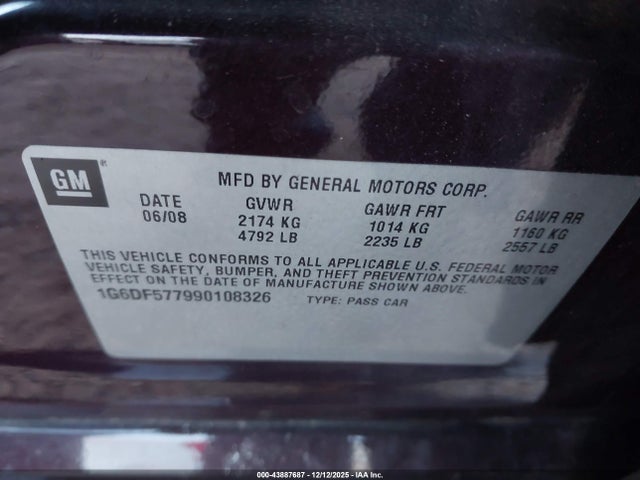 GM®
MFD BY GENERAL MOTORS CORP.
DATE GVWR GAWR FRT GAWR RR
06/08 2174 KG 1014 KG 1160 KG
4792 LB 2235 LB 2557 LB
THIS VEHICLE CONFORMS TO ALL APPLICABLE U.S. FEDERAL MOTOR
VEHICLE SAFETY, BUMPER, AND THEFT PREVENTION STANDARDS IN
EFFECT ON THE DATE OF MANUFACTURE SHOWN ABOVE.
1G6DF577990108326 TYPE: PASS CAR
000-43887687 - 12/12/2025 - IAA Inc.